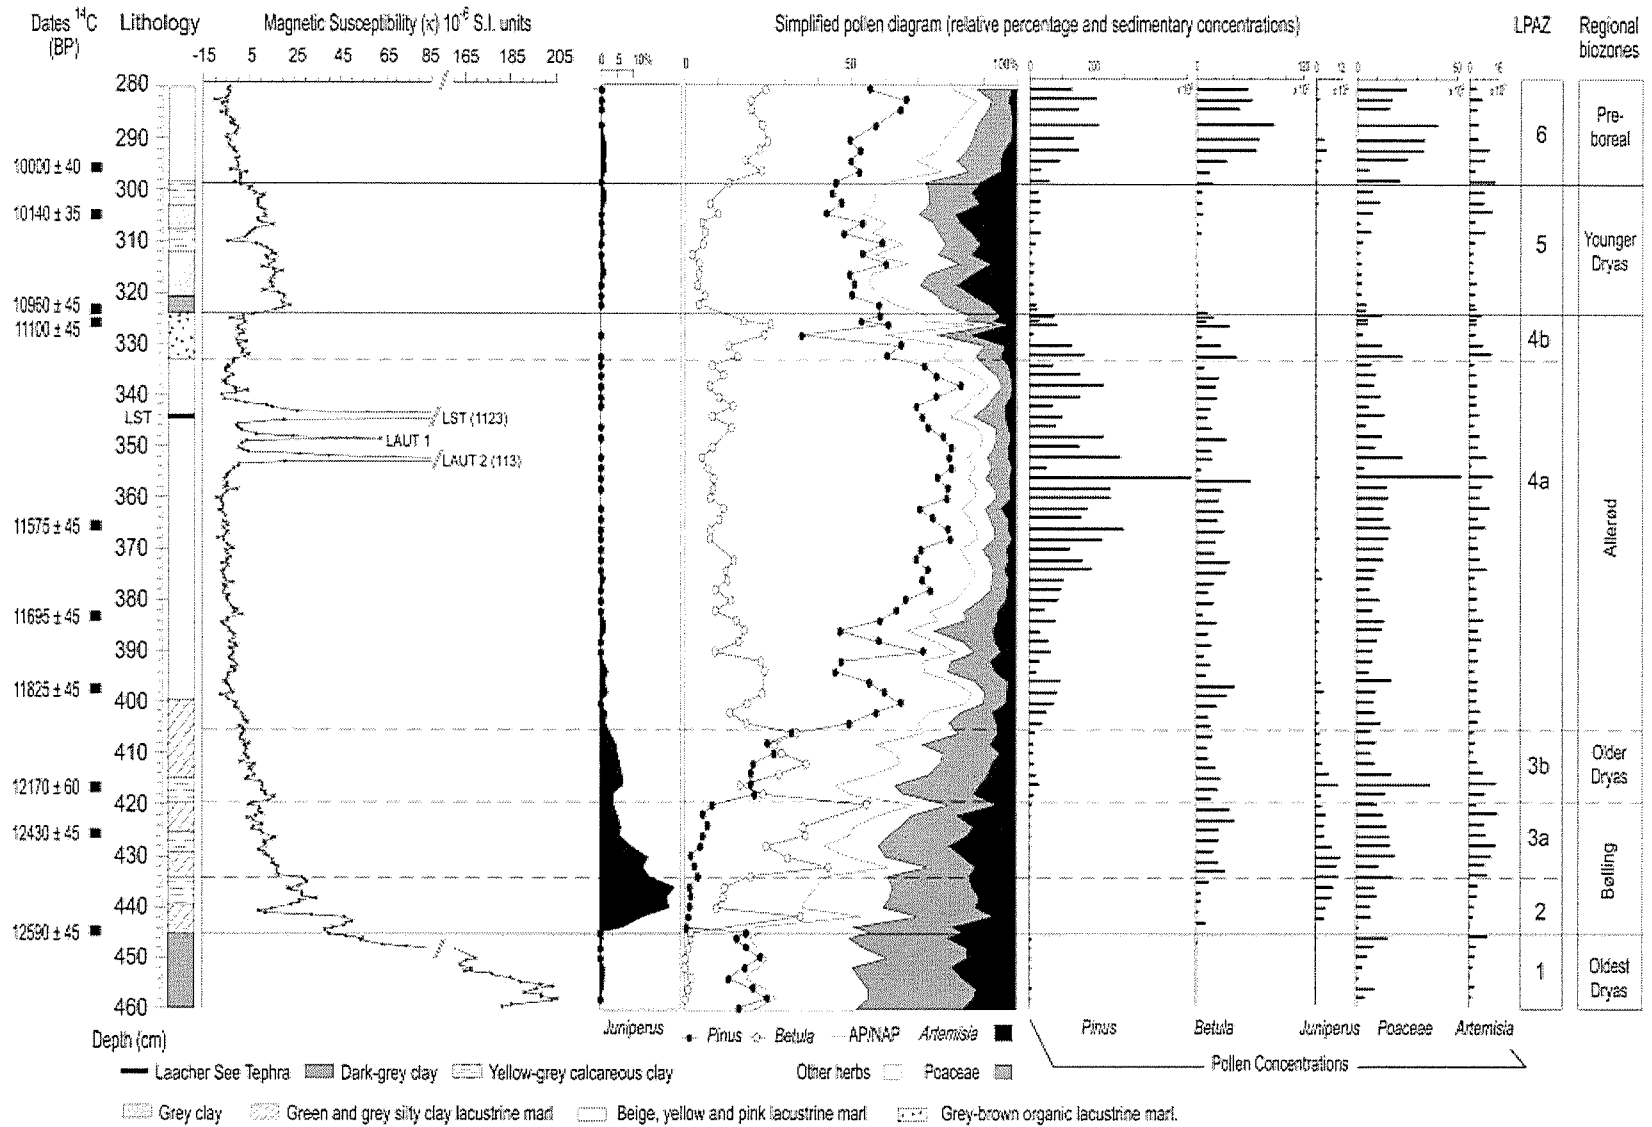 Dates ¹⁴C (BP)
Lithology
Magnetic Susceptibility (κ) 10⁻⁶ S.I. units
Simplified pollen diagram (relative percentage and sedimentary concentrations)
LPAZ
Regional biozones
-15 5 25 45 65 85 165 185 205
0 5 10%
0 50 100%
280
290
10000 ± 40
300
10140 ± 35
310
320
10960 ± 45
11100 ± 45
330
340
LST
LST (1123)
LAUT 1
350
LAUT 2 (113)
360
11575 ± 45
370
380
11695 ± 45
390
11825 ± 45
400
410
12170 ± 60
420
12430 ± 45
430
440
12590 ± 45
450
460
Depth (cm)
6
Pre-boreal
5
Younger Dryas
4b
4a
Allerød
3b
Older Dryas
3a
Bølling
2
1
Oldest Dryas
Juniperus
Pinus Betula AP/NAP Artemisia
Other herbs Poaceae
Pinus Betula Juniperus Poaceae Artemisia
Pollen Concentrations
Laacher See Tephra Dark-grey clay Yellow-grey calcareous clay
Grey clay Green and grey silty clay lacustrine marl Beige, yellow and pink lacustrine marl Grey-brown organic lacustrine marl.